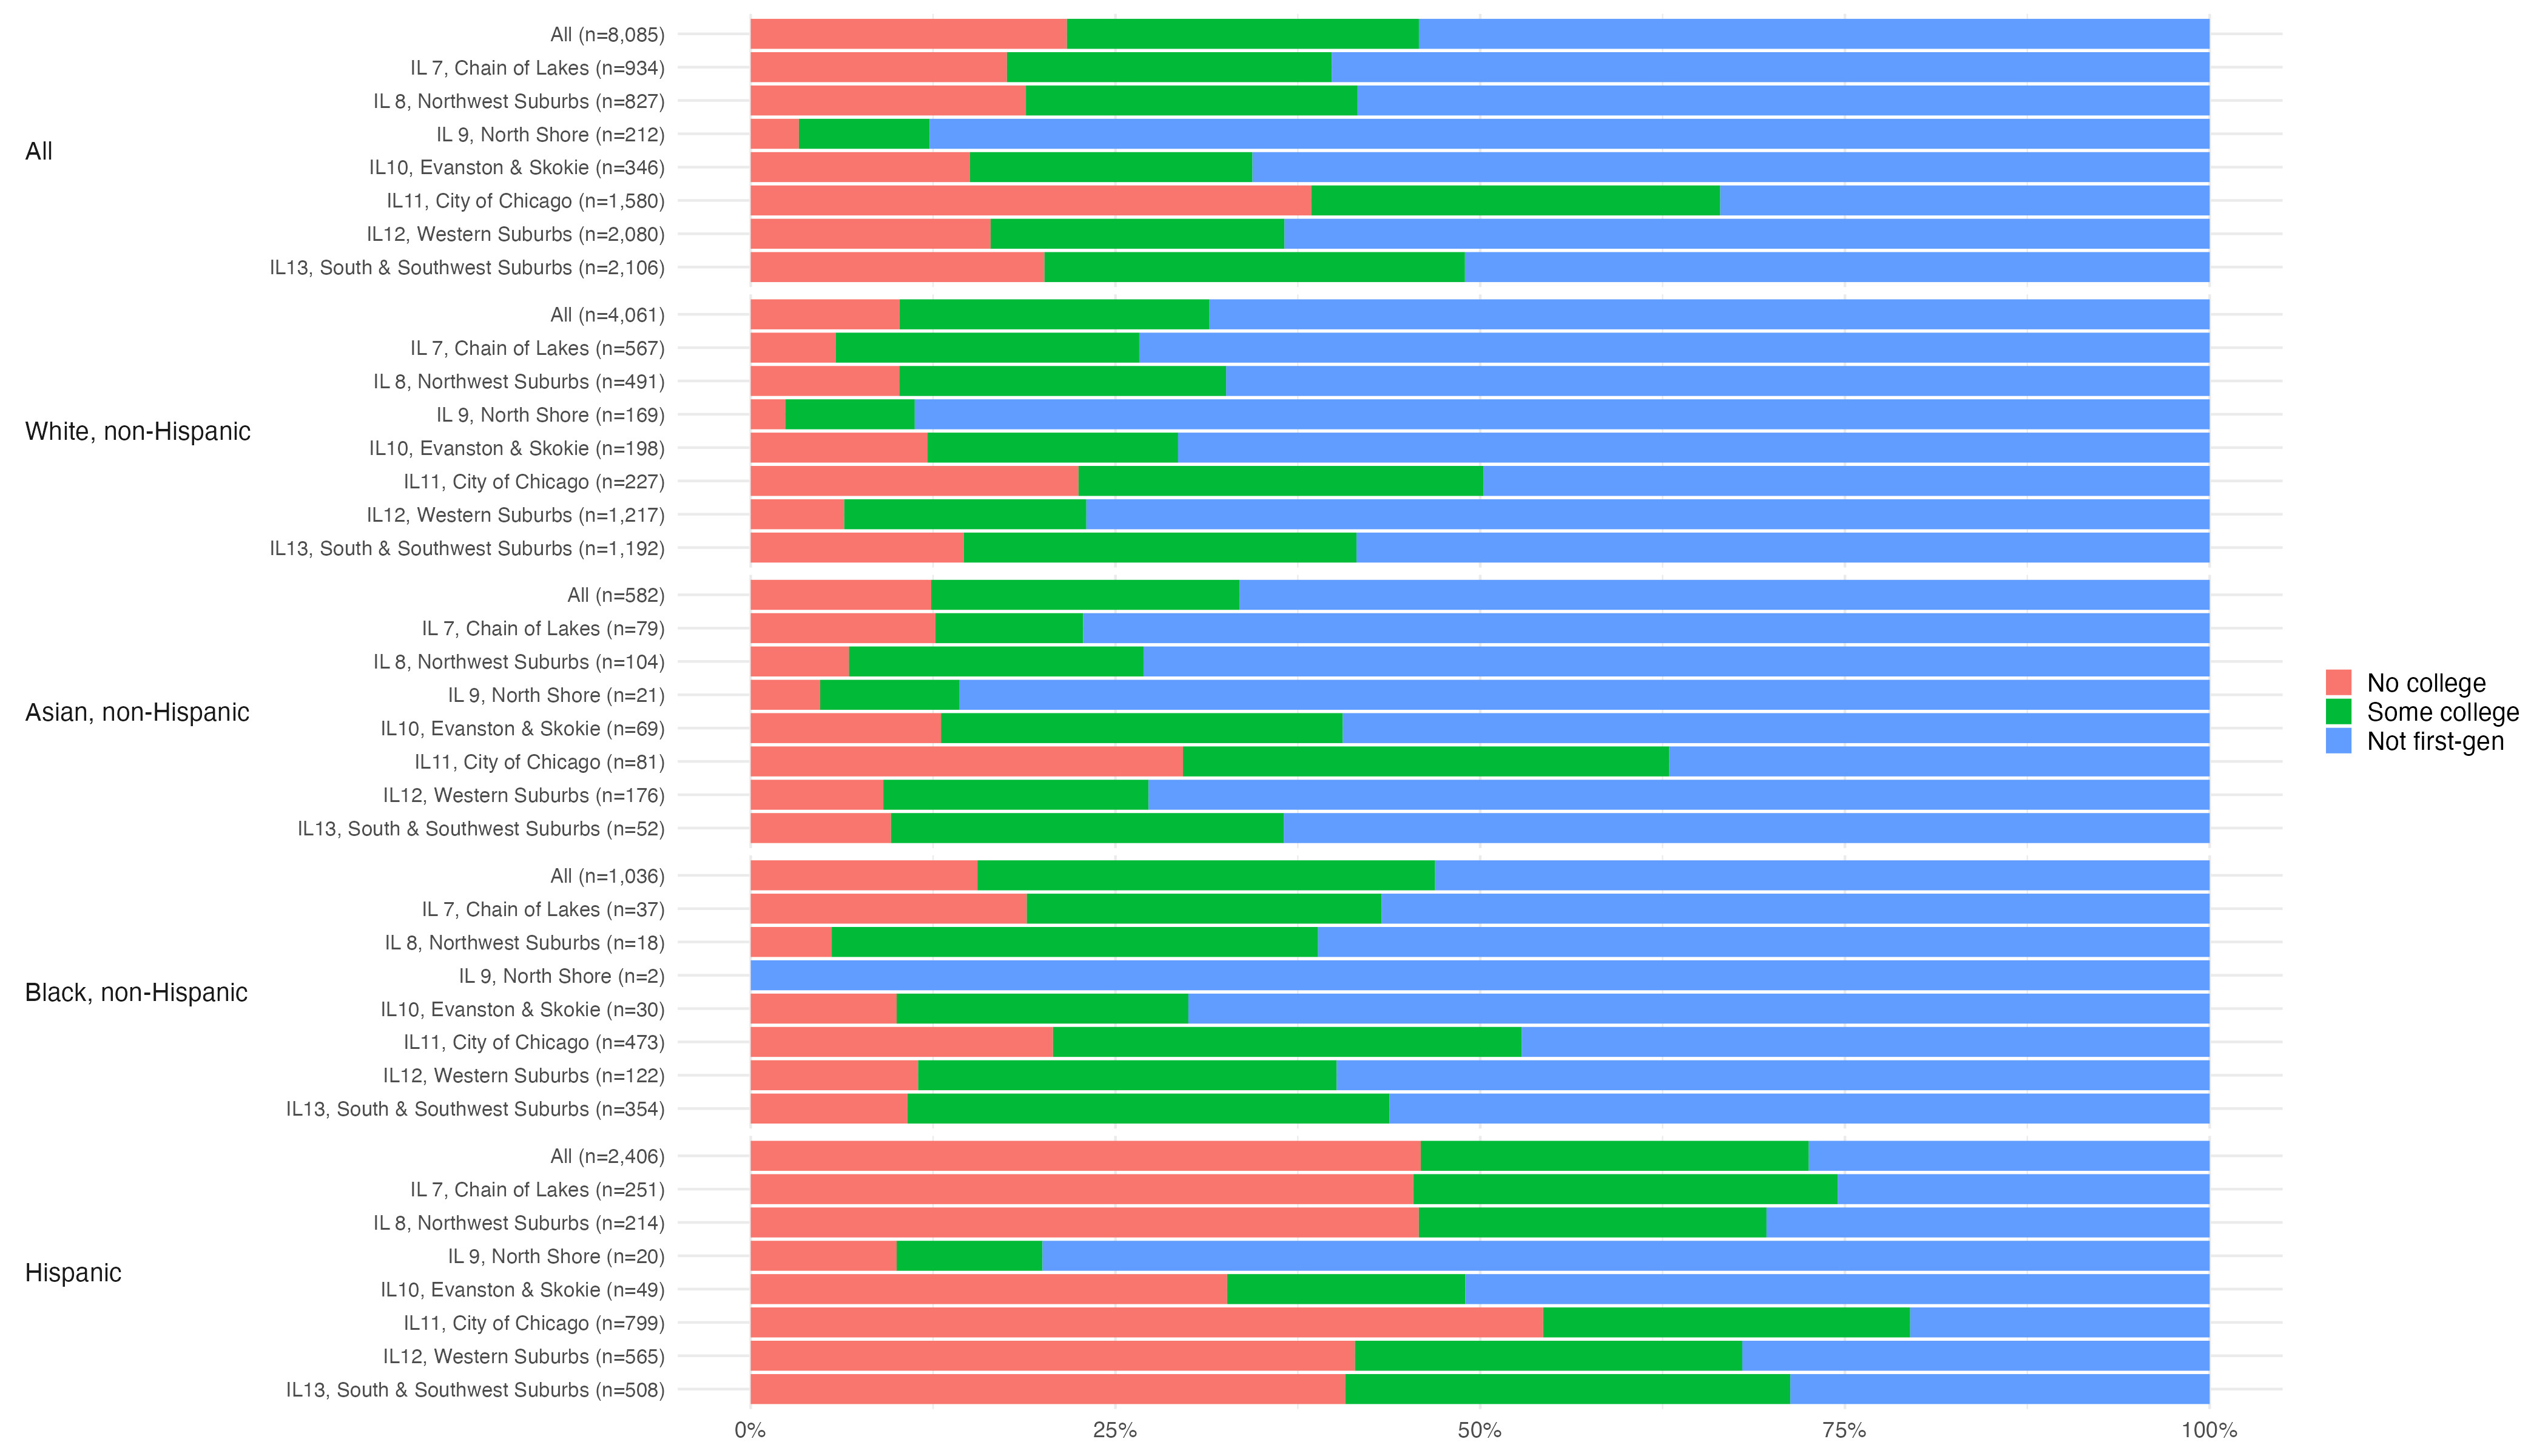 All
All (n=8,085)
IL 7, Chain of Lakes (n=934)
IL 8, Northwest Suburbs (n=827)
IL 9, North Shore (n=212)
IL10, Evanston & Skokie (n=346)
IL11, City of Chicago (n=1,580)
IL12, Western Suburbs (n=2,080)
IL13, South & Southwest Suburbs (n=2,106)
White, non-Hispanic
All (n=4,061)
IL 7, Chain of Lakes (n=567)
IL 8, Northwest Suburbs (n=491)
IL 9, North Shore (n=169)
IL10, Evanston & Skokie (n=198)
IL11, City of Chicago (n=227)
IL12, Western Suburbs (n=1,217)
IL13, South & Southwest Suburbs (n=1,192)
Asian, non-Hispanic
All (n=582)
IL 7, Chain of Lakes (n=79)
IL 8, Northwest Suburbs (n=104)
IL 9, North Shore (n=21)
IL10, Evanston & Skokie (n=69)
IL11, City of Chicago (n=81)
IL12, Western Suburbs (n=176)
IL13, South & Southwest Suburbs (n=52)
Black, non-Hispanic
All (n=1,036)
IL 7, Chain of Lakes (n=37)
IL 8, Northwest Suburbs (n=18)
IL 9, North Shore (n=2)
IL10, Evanston & Skokie (n=30)
IL11, City of Chicago (n=473)
IL12, Western Suburbs (n=122)
IL13, South & Southwest Suburbs (n=354)
Hispanic
All (n=2,406)
IL 7, Chain of Lakes (n=251)
IL 8, Northwest Suburbs (n=214)
IL 9, North Shore (n=20)
IL10, Evanston & Skokie (n=49)
IL11, City of Chicago (n=799)
IL12, Western Suburbs (n=565)
IL13, South & Southwest Suburbs (n=508)
0% 25% 50% 75% 100%
No college
Some college
Not first-gen